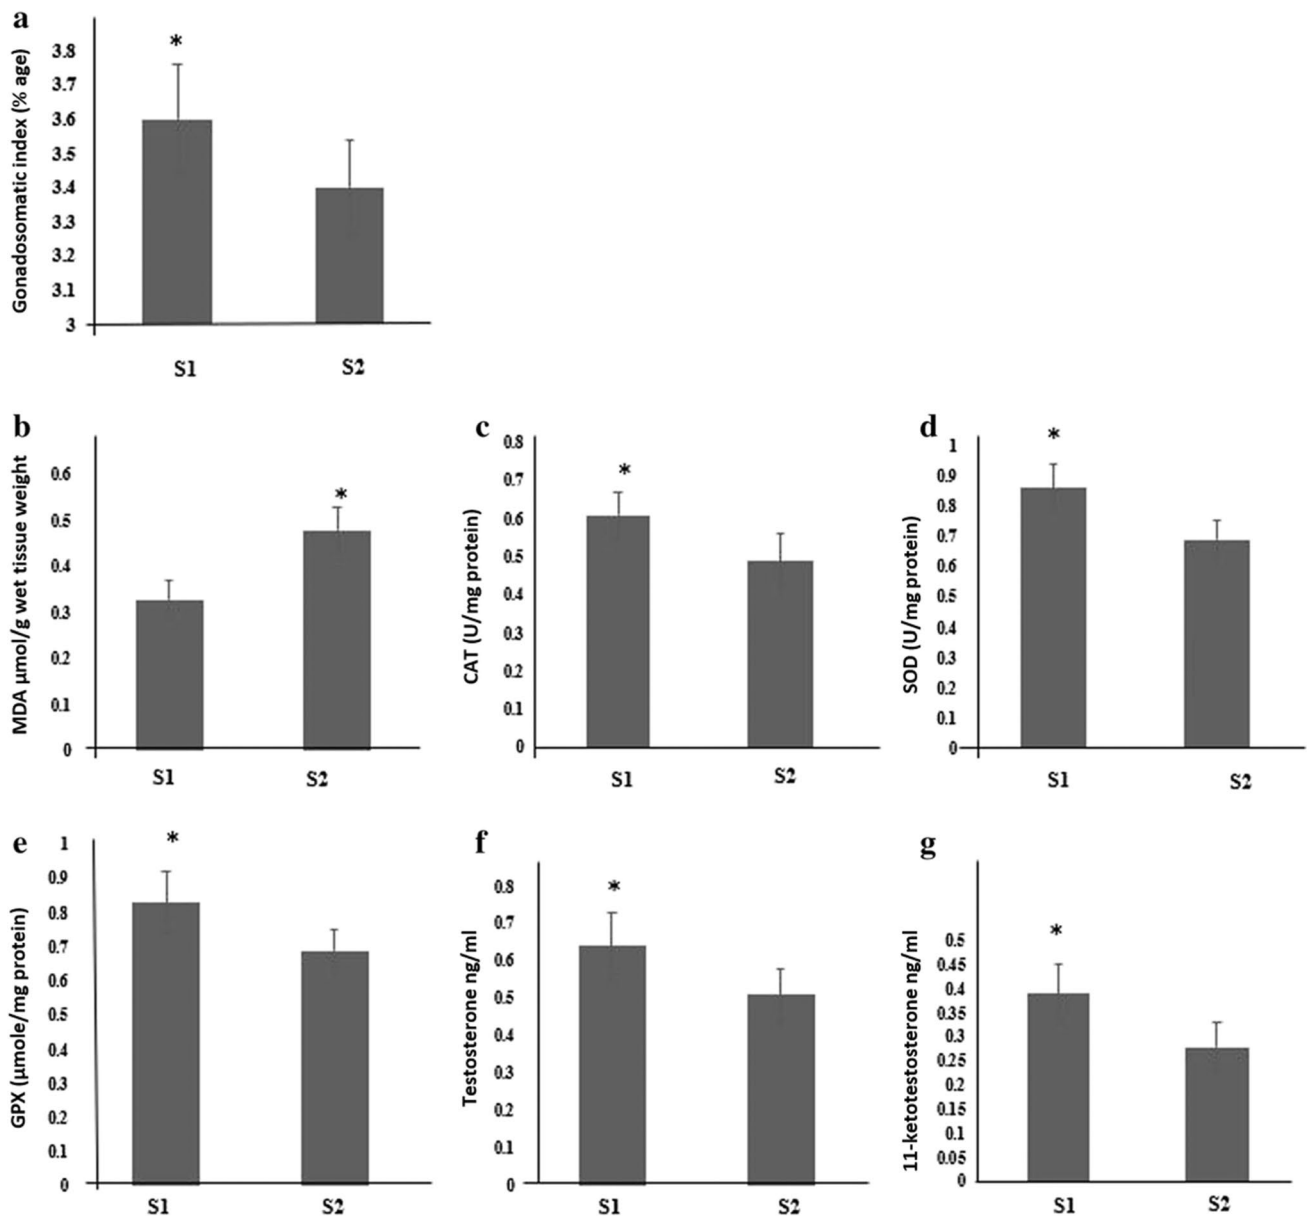 a
*
Gonadosomatic index (% age)
3.8
3.7
3.6
3.5
3.4
3.3
3.2
3.1
3
S1
S2
b
*
MDA µmol/g wet tissue weight
0.6
0.5
0.4
0.3
0.2
0.1
0
S1
S2
c
*
CAT (U/mg protein)
0.8
0.7
0.6
0.5
0.4
0.3
0.2
0.1
0
S1
S2
d
*
SOD (U/mg protein)
1
0.9
0.8
0.7
0.6
0.5
0.4
0.3
0.2
0.1
0
S1
S2
e
*
GPX (µmole/mg protein)
1
0.9
0.8
0.7
0.6
0.5
0.4
0.3
0.2
0.1
0
S1
S2
f
*
Testosterone ng/ml
0.8
0.7
0.6
0.5
0.4
0.3
0.2
0.1
0
S1
S2
g
*
11-ketotestosterone ng/ml
0.5
0.45
0.4
0.35
0.3
0.25
0.2
0.15
0.1
0.05
0
S1
S2